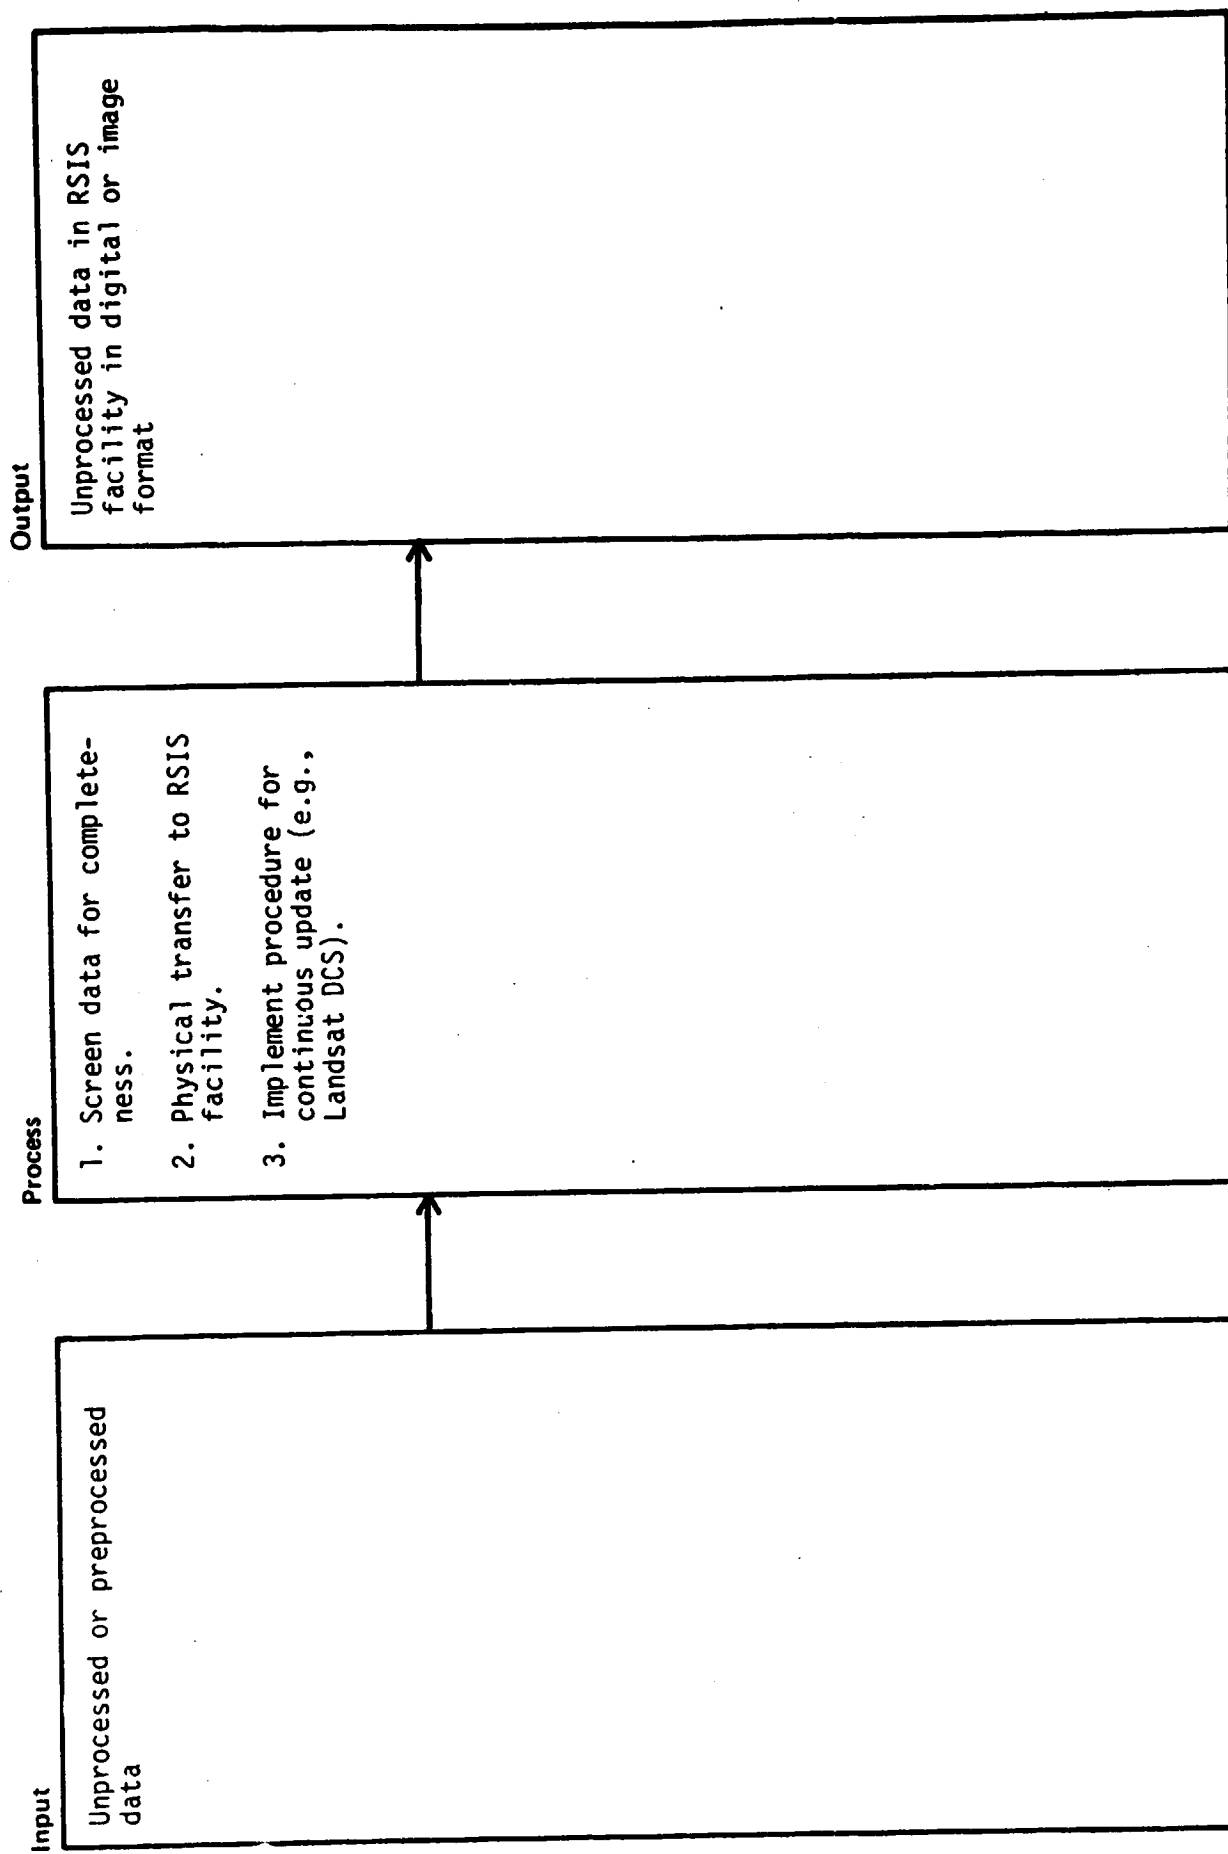 Input
Unprocessed or preprocessed
data
Process
1. Screen data for complete-
ness.
2. Physical transfer to RSIS
facility.
3. Implement procedure for
continuous update (e.g.,
Landsat DCS).
Output
Unprocessed data in RSIS
facility in digital or image
format